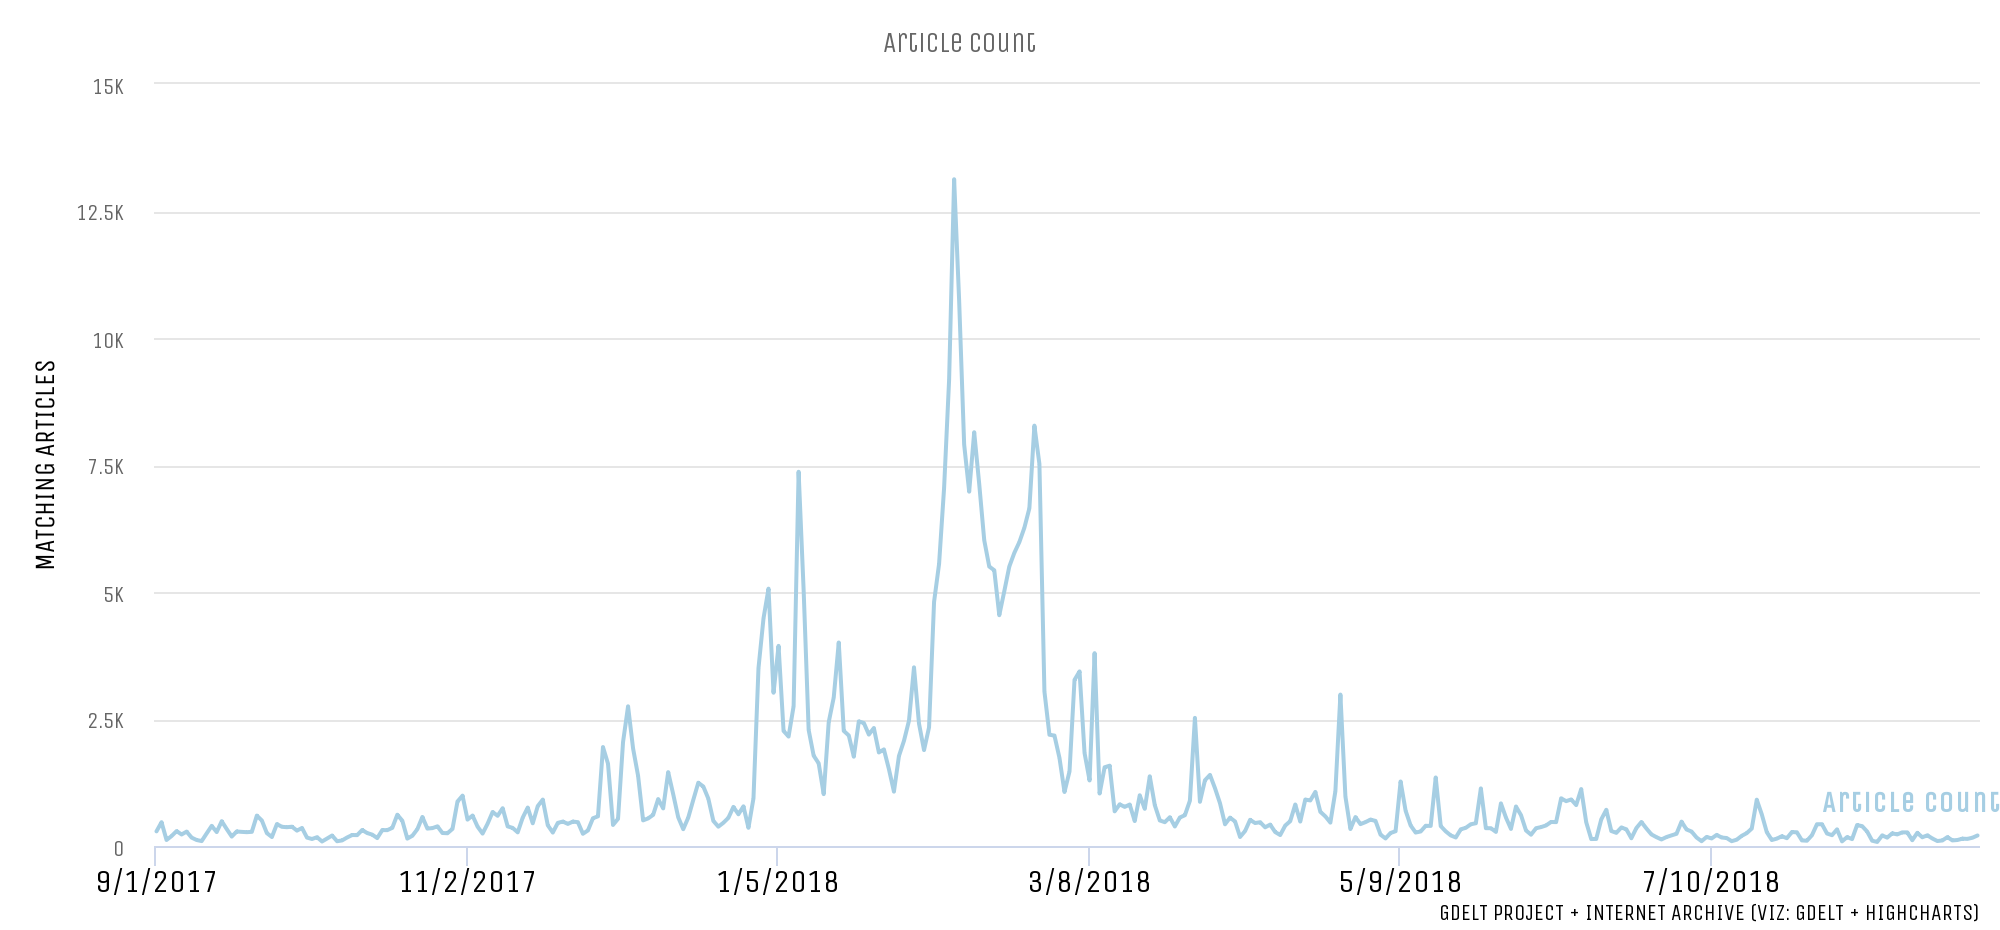 Article Count
15K
12.5K
10K
7.5K
5K
2.5K
0
MATCHING ARTICLES
Article Count
9/1/2017 11/2/2017 1/5/2018 3/8/2018 5/9/2018 7/10/2018
GDELT PROJECT + INTERNET ARCHIVE (VIZ: GDELT + HIGHCHARTS)